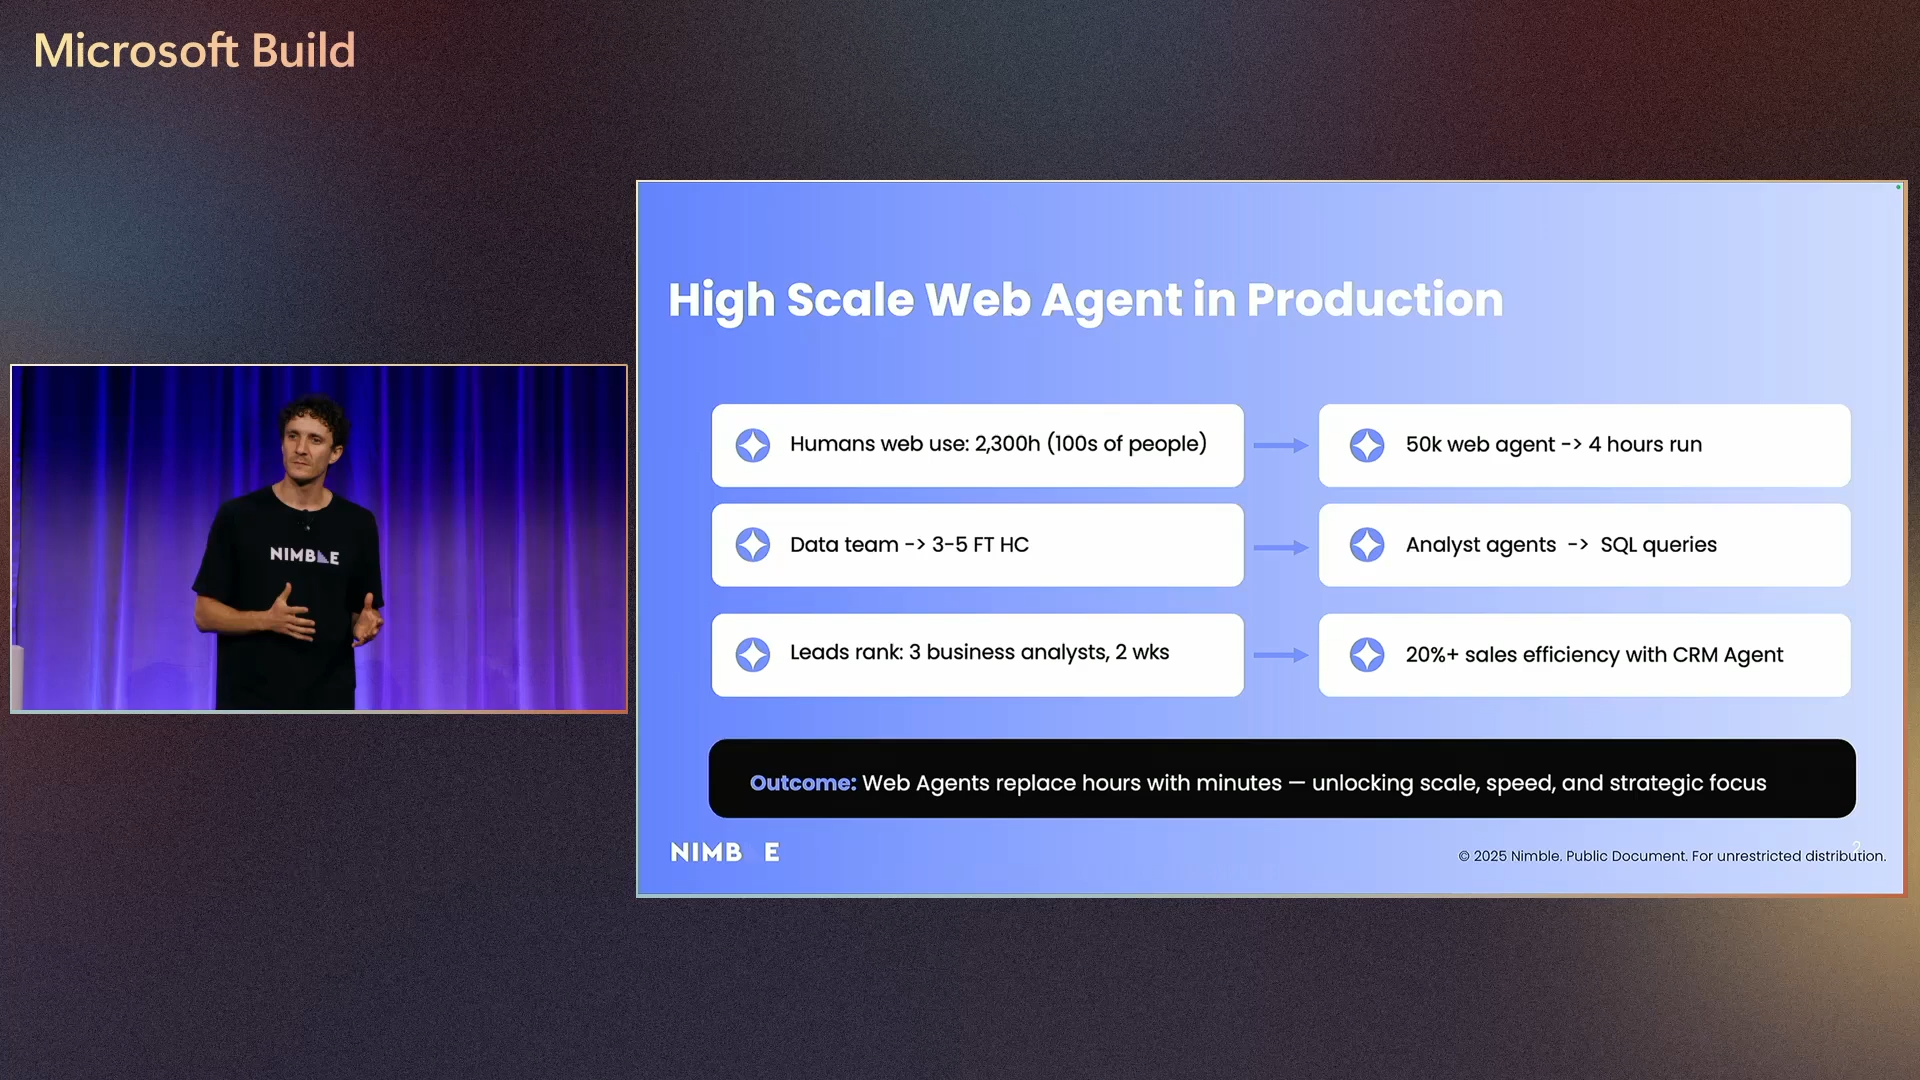 Microsoft Build
NIMBLE
High Scale Web Agent in Production
Humans web use: 2,300h (100s of people)
50k web agent -> 4 hours run
Data team -> 3-5 FT HC
Analyst agents -> SQL queries
Leads rank: 3 business analysts, 2 wks
20%+ sales efficiency with CRM Agent
Outcome: Web Agents replace hours with minutes — unlocking scale, speed, and strategic focus
NIMB E
2
© 2025 Nimble. Public Document. For unrestricted distribution.